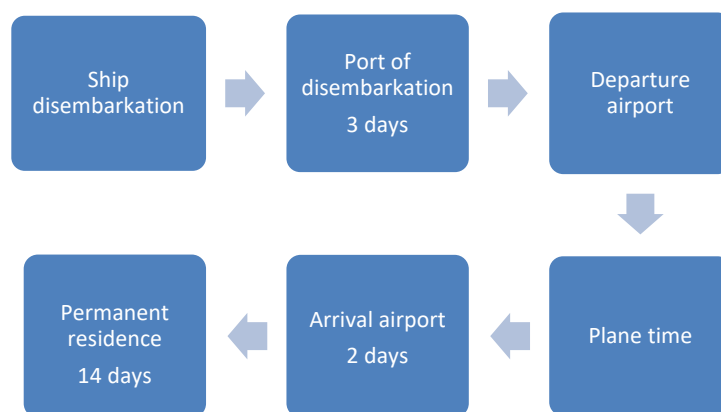 Ship
disembarkation
Port of
disembarkation
3 days
Departure
airport
Plane time
Arrival airport
2 days
Permanent
residence
14 days